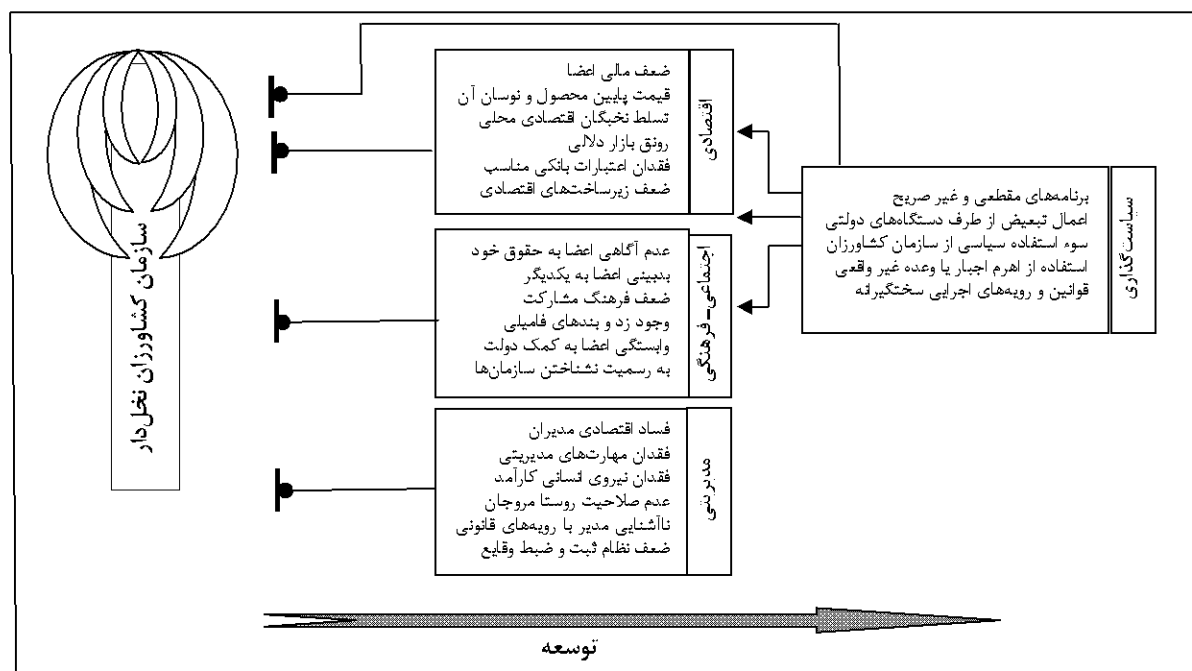 سیاست‌گذاری
برنامه‌های مقطعی و غیر صریح
اعمال تبعیض از طرف دستگاه‌های دولتی
سوء استفاده سیاسی از سازمان کشاورزان
استفاده از اهرم اجبار یا وعده غیر واقعی
قوانین و رویه‌های اجرایی سختگیرانه
اقتصادی
ضعف مالی اعضا
قیمت پایین محصول و نوسان آن
تسلط نخبگان اقتصادی محلی
رونق بازار دلالی
فقدان اعتبارات بانکی مناسب
ضعف زیرساخت‌های اقتصادی
اجتماعی-فرهنگی
عدم آگاهی اعضا به حقوق خود
بدبینی اعضا به یکدیگر
ضعف فرهنگ مشارکت
وجود زد و بندهای فامیلی
وابستگی اعضا به کمک دولت
به رسمیت نشناختن سازمان‌ها
مدیریتی
فساد اقتصادی مدیران
فقدان مهارت‌های مدیریتی
فقدان نیروی انسانی کارآمد
عدم صلاحیت روستا مروجان
ناآشنایی مدیر با رویه‌های قانونی
ضعف نظام ثبت و ضبط وقایع
سازمان کشاورزان نخل‌دار
توسعه